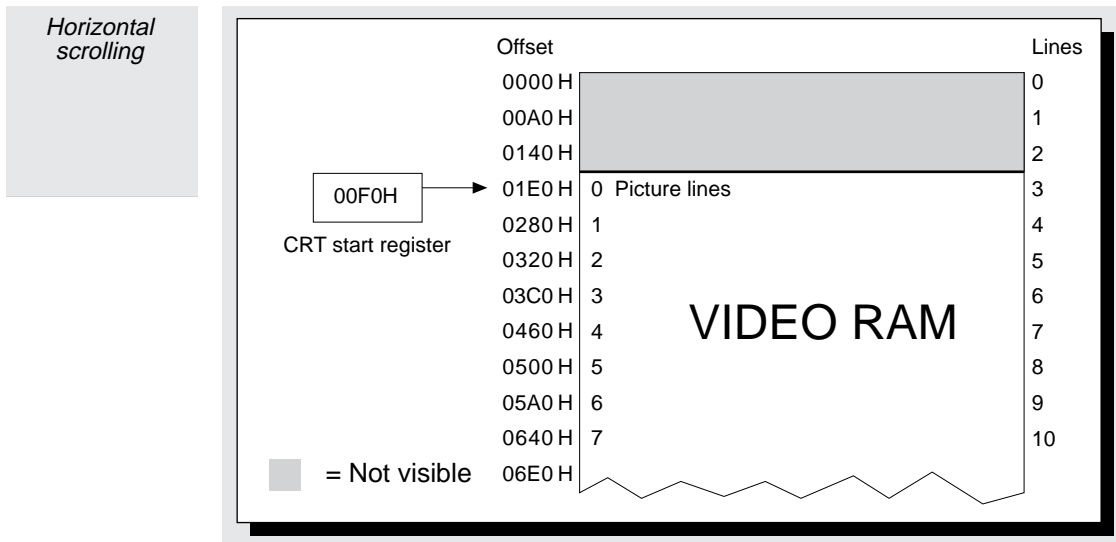 Horizontal
scrolling
Offset Lines
0000 H 0
00A0 H 1
0140 H 2
00F0H 01E0 H 0 Picture lines 3
CRT start register 0280 H 1 4
0320 H 2 5
03C0 H 3 6
VIDEO RAM
0460 H 4 7
0500 H 5 8
05A0 H 6 9
0640 H 7 10
= Not visible 06E0 H